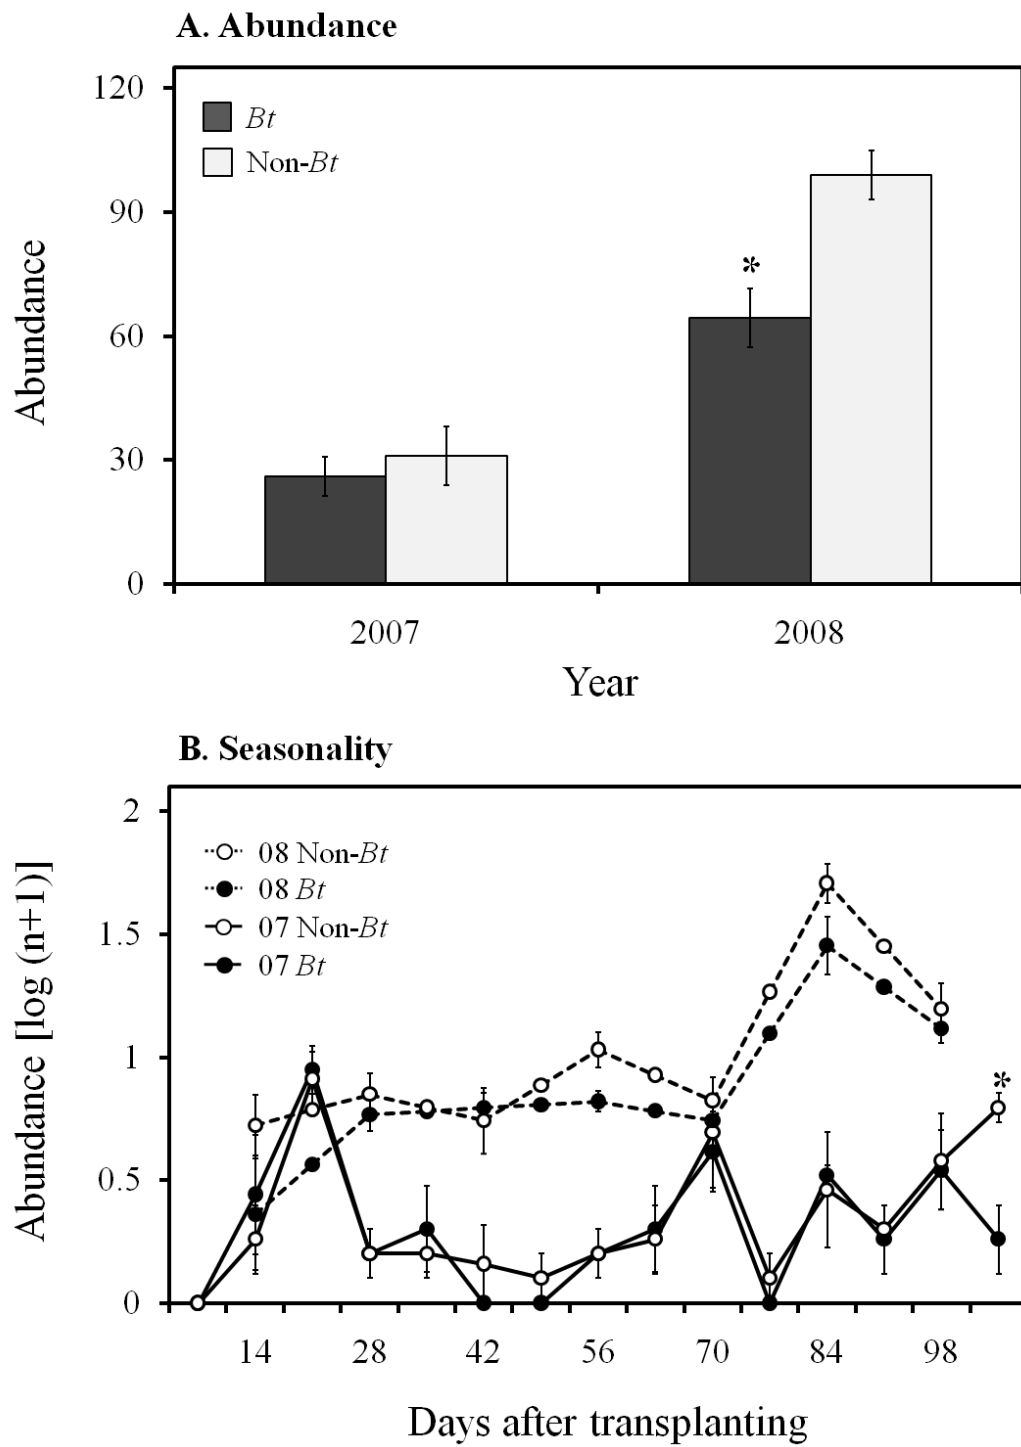 A. Abundance
120
Bt
Non-Bt
90
*
60
30
0
Abundance
2007 2008
Year
B. Seasonality
2
08 Non-Bt
08 Bt
07 Non-Bt
07 Bt
1.5
1
*
0.5
0
Abundance [log (n+1)]
14 28 42 56 70 84 98
Days after transplanting